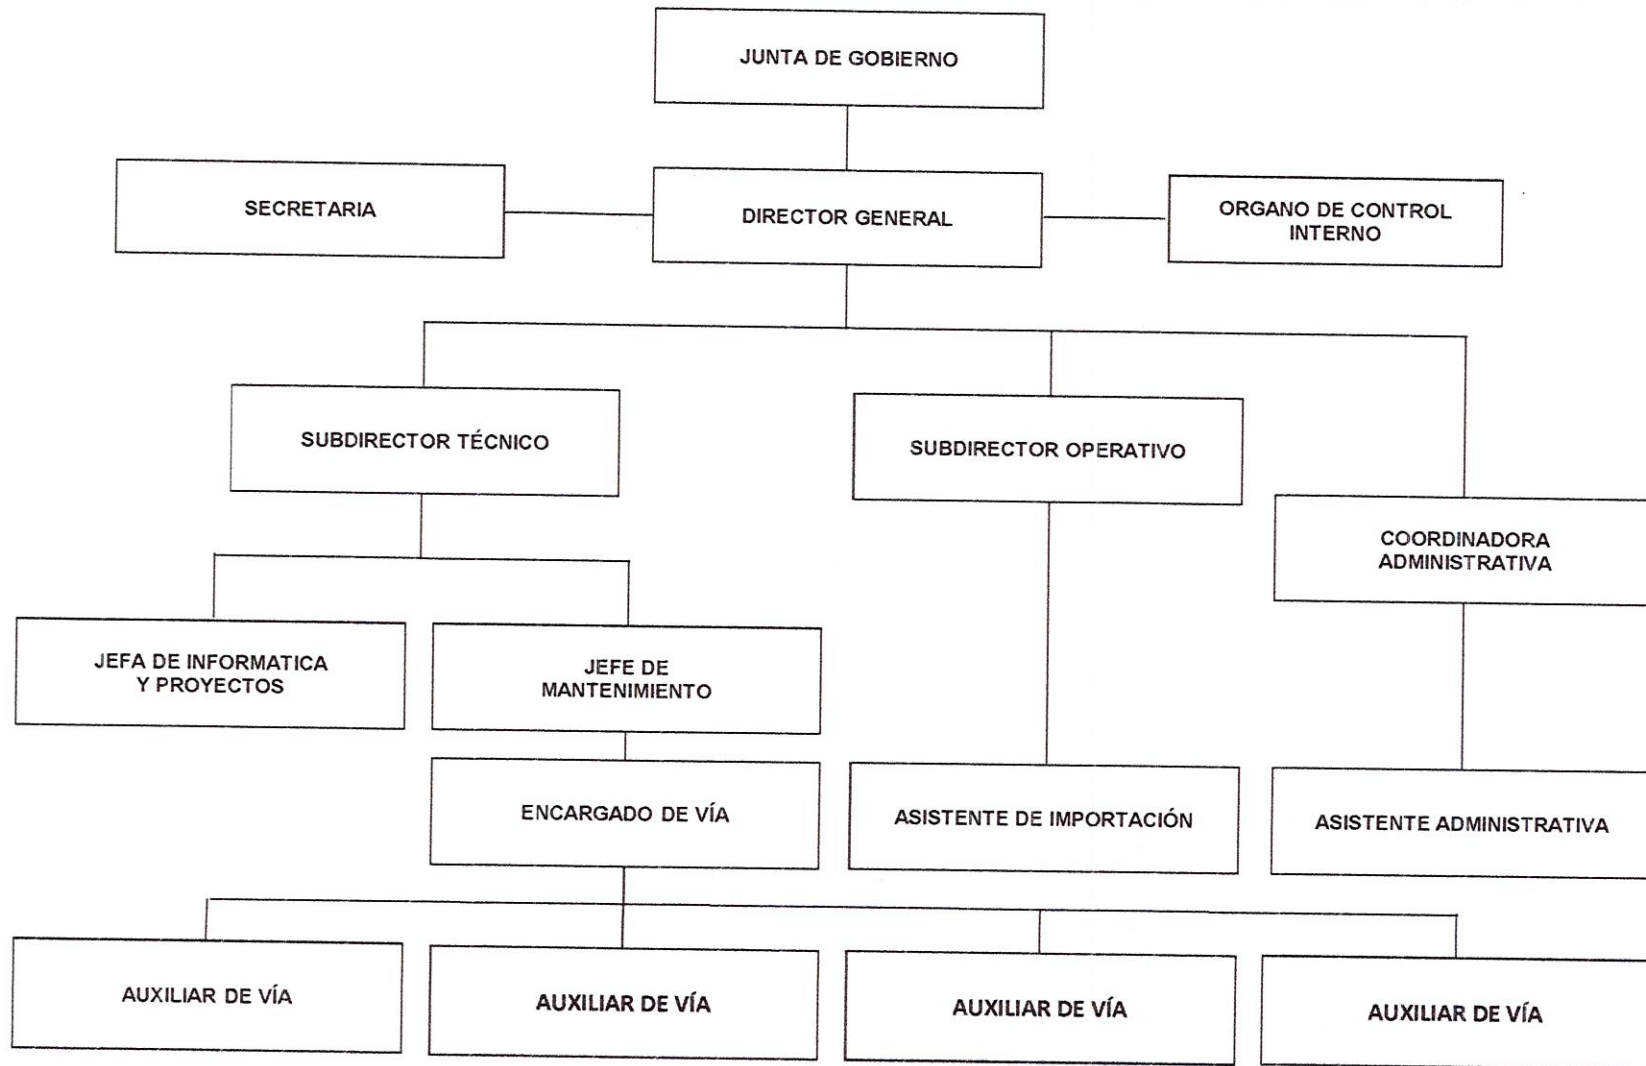 JUNTA DE GOBIERNO
SECRETARIA
DIRECTOR GENERAL
ORGANO DE CONTROL
INTERNO
SUBDIRECTOR TÉCNICO
SUBDIRECTOR OPERATIVO
COORDINADORA
ADMINISTRATIVA
JEFA DE INFORMATICA
Y PROYECTOS
JEFE DE
MANTENIMIENTO
ENCARGADO DE VÍA
ASISTENTE DE IMPORTACIÓN
ASISTENTE ADMINISTRATIVA
AUXILIAR DE VÍA
AUXILIAR DE VÍA
AUXILIAR DE VÍA
AUXILIAR DE VÍA